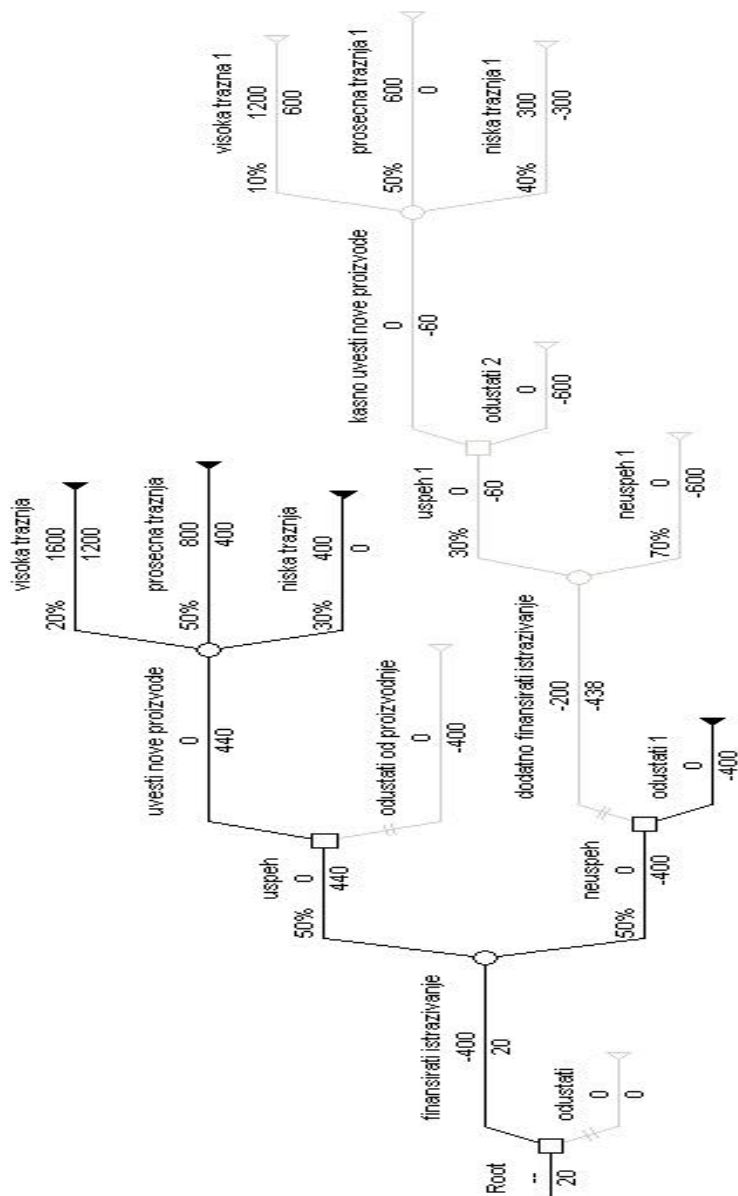 visoka trazna 1
10%
1200
600
prosecna traznja 1
50%
600
0
niska traznja 1
40%
300
-300
kasno uvesti nove proizvode
0
-60
odustati 2
0
-600
uspeh 1
30%
0
-60
neuspeh 1
70%
0
-600
visoka traznja
20%
1600
1200
prosecna traznja
50%
800
400
niska traznja
30%
400
0
uvesti nove proizvode
0
440
odustati od proizvodnje
0
-400
dodatno finansirati istrazivanje
-200
-438
odustati 1
0
-400
uspeh
50%
0
440
neuspeh
50%
0
-400
finansirati istrazivanje
-400
20
odustati
0
0
Root
--
20